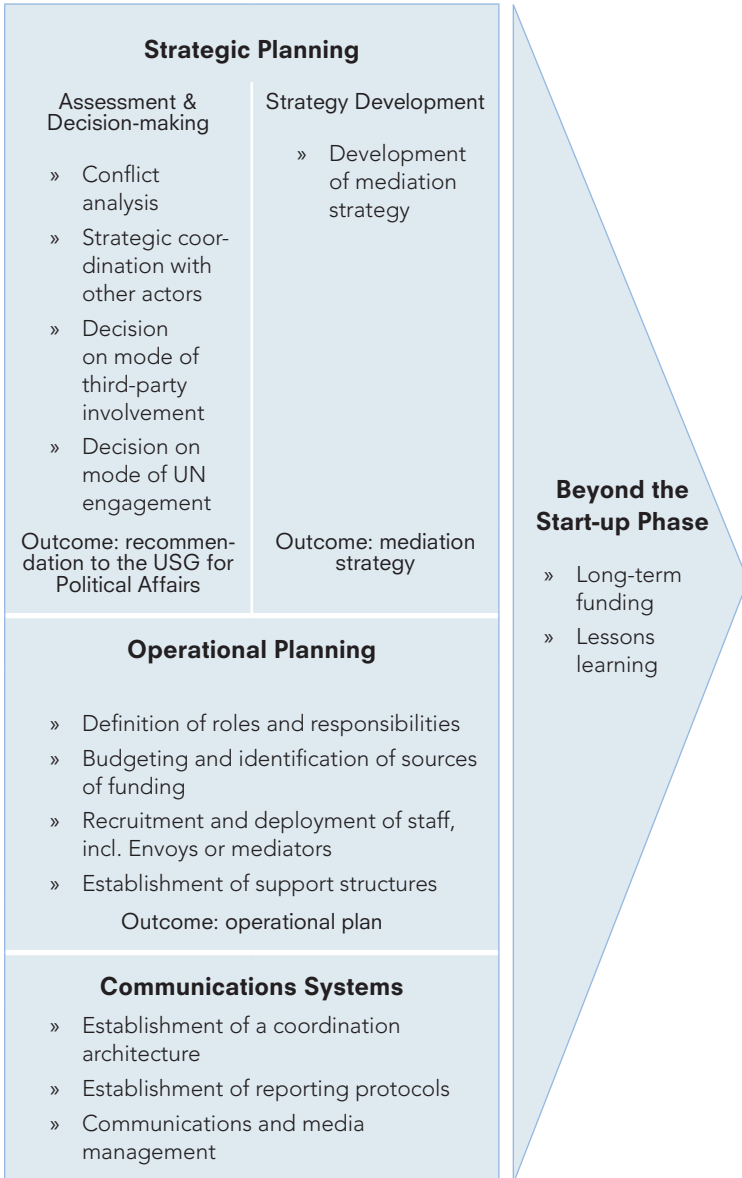 Strategic Planning
Assessment &
Decision-making
» Conflict
analysis
» Strategic coor-
dination with
other actors
» Decision
on mode of
third-party
involvement
» Decision on
mode of UN
engagement
Outcome: recommen-
dation to the USG for
Political Affairs
Strategy Development
» Development
of mediation
strategy
Outcome: mediation
strategy
Operational Planning
» Definition of roles and responsibilities
» Budgeting and identification of sources
of funding
» Recruitment and deployment of staff,
incl. Envoys or mediators
» Establishment of support structures
Outcome: operational plan
Communications Systems
» Establishment of a coordination
architecture
» Establishment of reporting protocols
» Communications and media
management
Beyond the
Start-up Phase
» Long-term
funding
» Lessons
learning